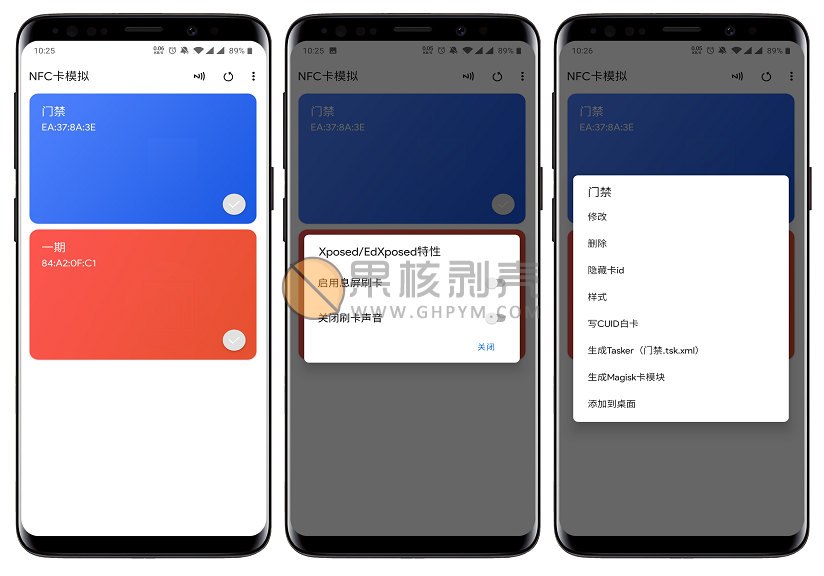 10:25
0.06
KB/S
89%
NFC卡模拟
门禁
EA:37:8A:3E
一期
84:A2:0F:C1
10:25
0.05
KB/S
89%
NFC卡模拟
门禁
EA:37:8A:3E
Xposed/EdXposed特性
启用息屏刷卡
关闭刷卡声音
关闭
果核剥壳
WWW.GHPYM.COM
10:26
0.05
KB/S
89%
NFC卡模拟
门禁
EA:37:8A:3E
门禁
修改
删除
隐藏卡id
样式
写CUID白卡
生成Tasker（门禁.tsk.xml）
生成Magisk卡模块
添加到桌面